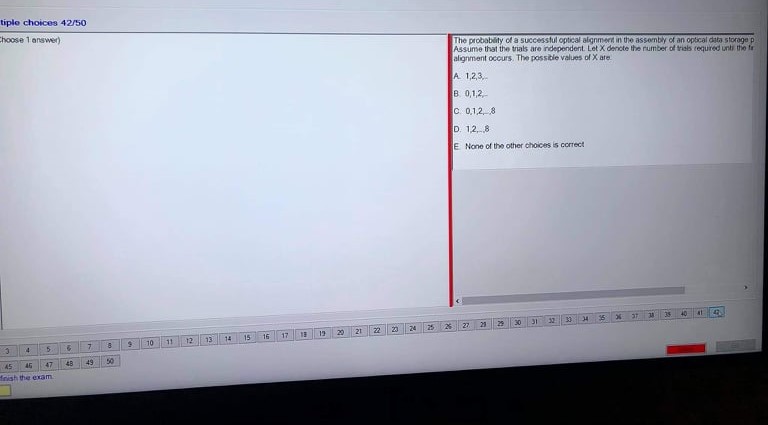 tiple choices 42/50
hoose 1 answer)
The probability of a successful optical alignment in the assembly of an optical data storage p
Assume that the trials are independent. Let X denote the number of trials required until the fir
alignment occurs. The possible values of X are:
A. 1,2,3,..
B. 0,1,2,..
C. 0,1,2,..,8
D. 1,2,..,8
E. None of the other choices is correct
3 4 5 6 7 8 9 10 11 12 13 14 15 16 17 18 19 20 21 22 23 24 25 26 27 28 29 30 31 32 33 34 35 36 37 38 39 40 41 42
45 46 47 48 49 50
finish the exam